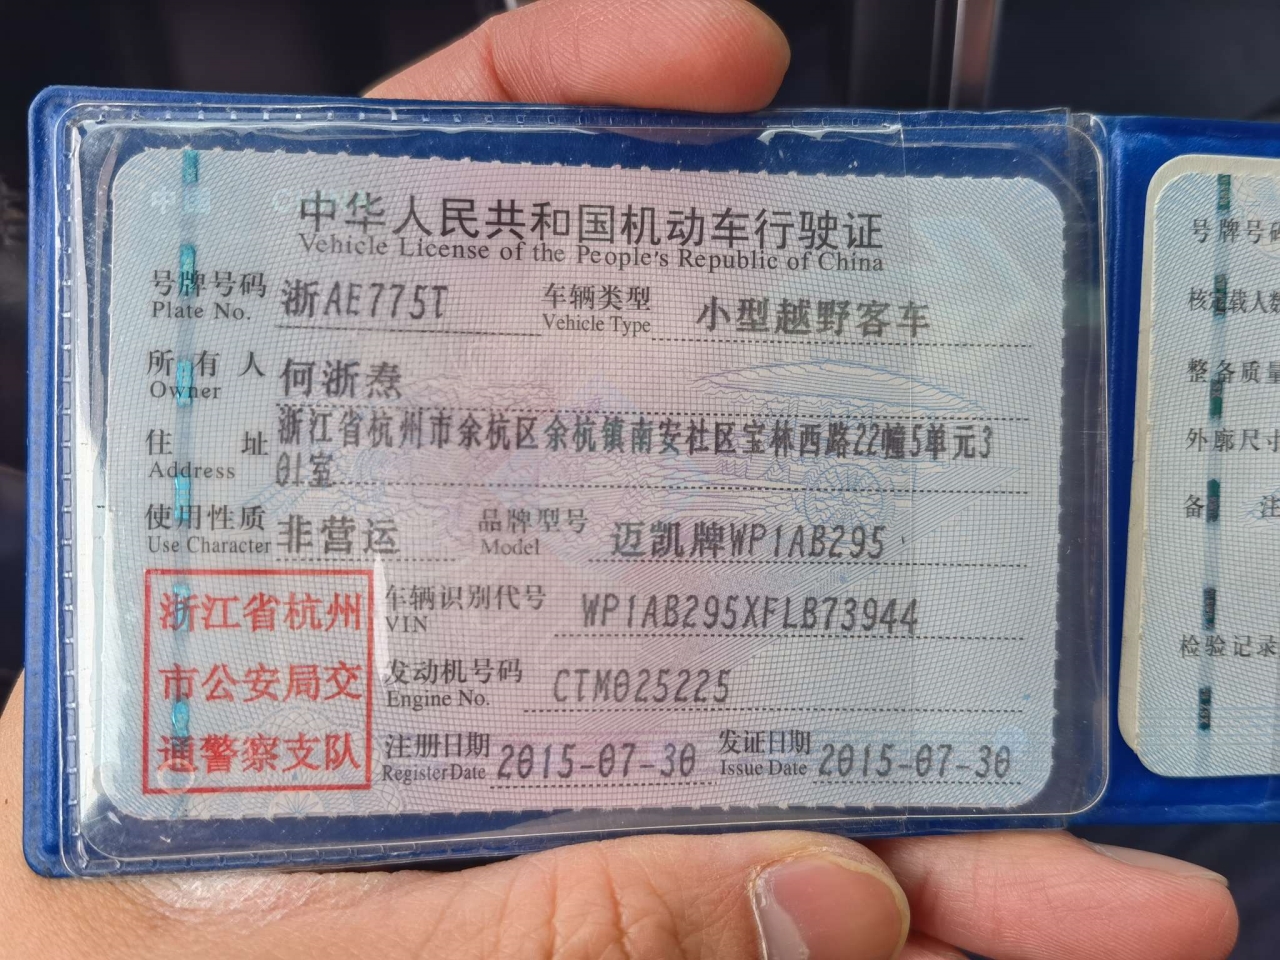 中华人民共和国机动车行驶证
Vehicle License of the People's Republic of China
号牌号码 浙AE775T 车辆类型 小型越野客车
Plate No. Vehicle Type
所有人 何浙焘
Owner
住址 浙江省杭州市余杭区余杭镇南安社区宝林西路22幢5单元3
Address 01室
使用性质 非营运 品牌型号 迈凯牌WP1AB295
Use Character Model
浙江省杭州
市公安局交
通警察支队
车辆识别代号 WP1AB295XFLB73944
VIN
发动机号码 CTM025225
Engine No.
注册日期 2015-07-30 发证日期 2015-07-30
Register Date Issue Date
号牌号码
核定载人数
整备质量
外廓尺寸
备注
检验记录